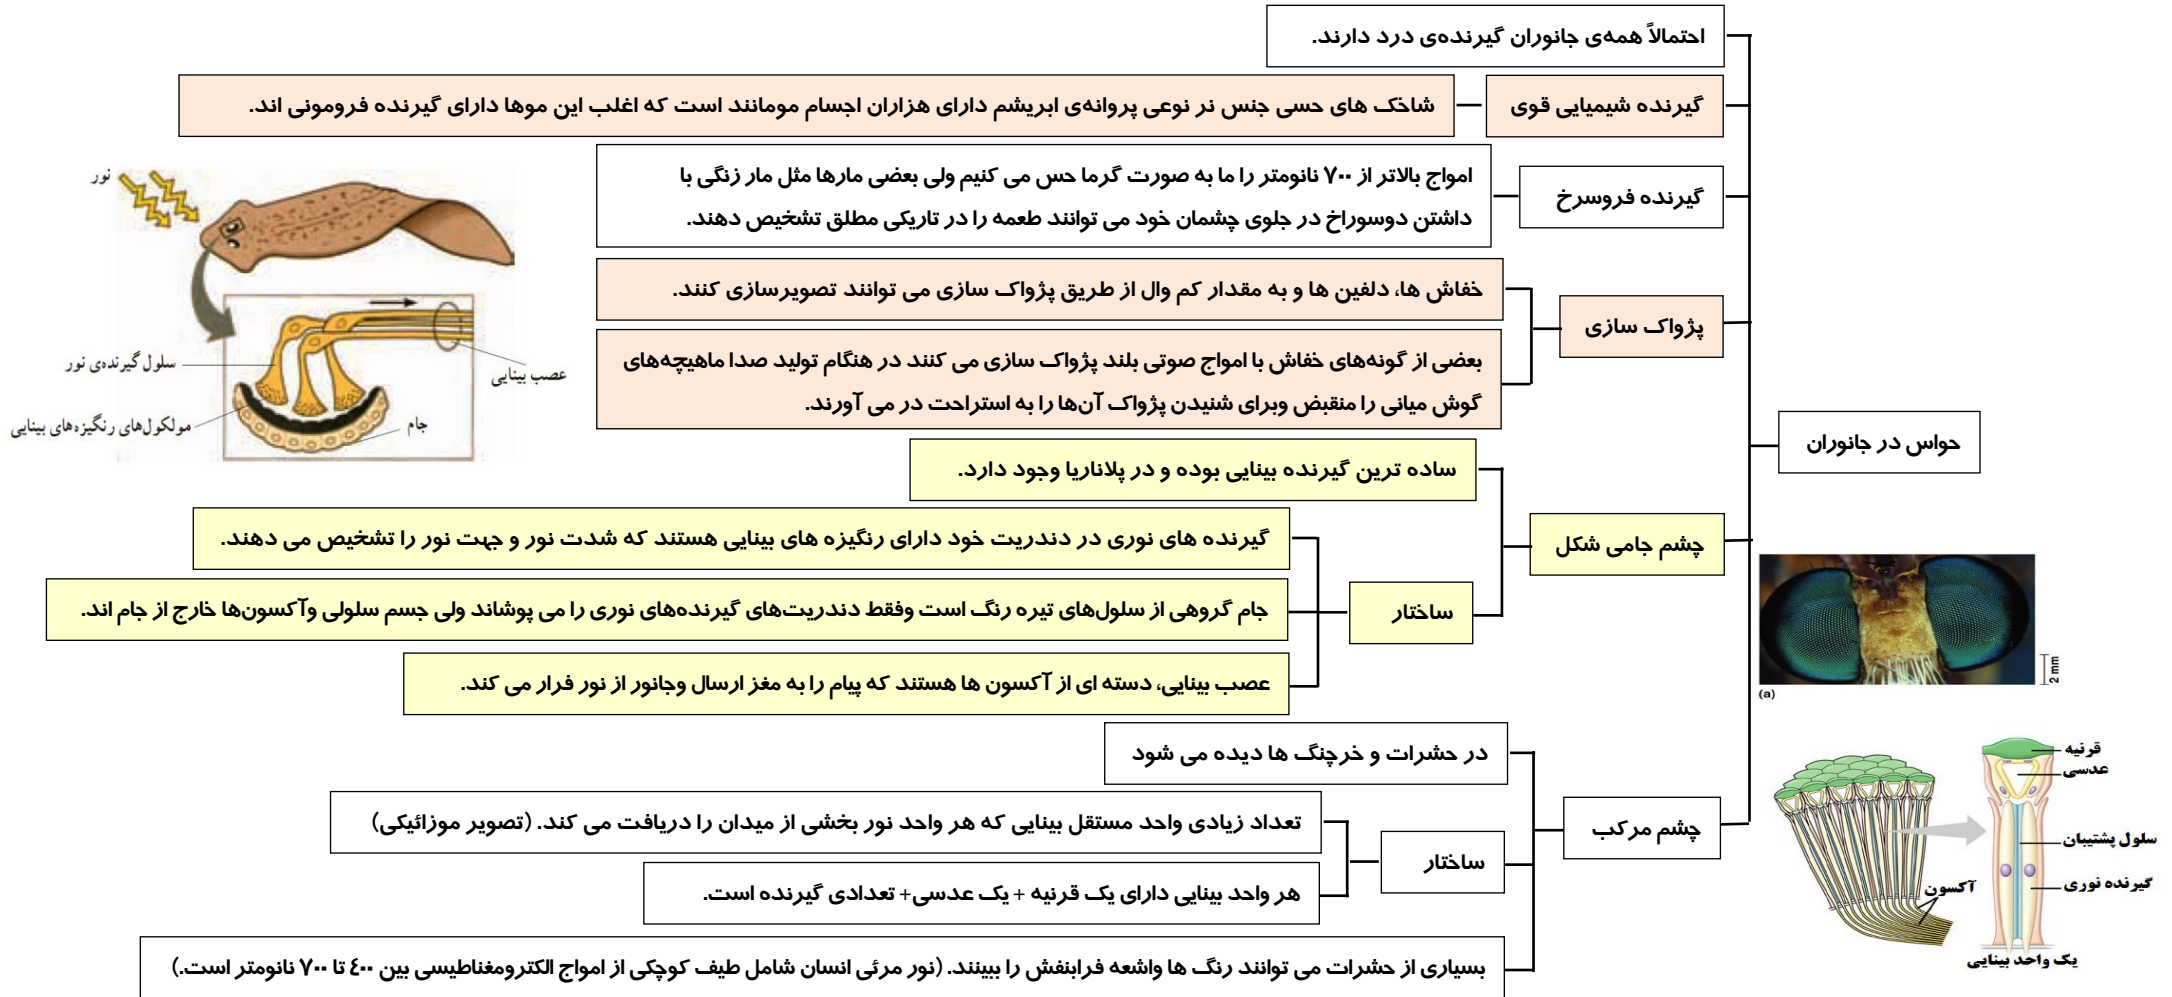 حواس در جانوران
احتمالاً همه‌ی جانوران گیرنده‌ی درد دارند.
گیرنده شیمیایی قوی
شاخک های حسی جنس نر نوعی پروانه‌ی ابریشم دارای هزاران اجسام مومانند است که اغلب این موها دارای گیرنده فرومونی اند.
گیرنده فروسرخ
امواج بالاتر از ۷۰۰ نانومتر را ما به صورت گرما حس می کنیم ولی بعضی مارها مثل مار زنگی با
داشتن دوسوراخ در جلوی چشمان خود می توانند طعمه را در تاریکی مطلق تشخیص دهند.
پژواک سازی
خفاش ها، دلفین ها و به مقدار کم وال از طریق پژواک سازی می توانند تصویرسازی کنند.
بعضی از گونه‌های خفاش با امواج صوتی بلند پژواک سازی می کنند در هنگام تولید صدا ماهیچه‌های
گوش میانی را منقبض وبرای شنیدن پژواک آن‌ها را به استراحت در می آورند.
چشم جامی شکل
ساده ترین گیرنده بینایی بوده و در پلاناریا وجود دارد.
ساختار
گیرنده های نوری در دندریت خود دارای رنگیزه های بینایی هستند که شدت نور و جهت نور را تشخیص می دهند.
جام گروهی از سلول‌های تیره رنگ است وفقط دندریت‌های گیرنده‌های نوری را می پوشاند ولی جسم سلولی وآکسون‌ها خارج از جام اند.
عصب بینایی، دسته ای از آکسون ها هستند که پیام را به مغز ارسال وجانور از نور فرار می کند.
چشم مرکب
در حشرات و خرچنگ ها دیده می شود
ساختار
تعداد زیادی واحد مستقل بینایی که هر واحد نور بخشی از میدان را دریافت می کند. (تصویر موزائیکی)
هر واحد بینایی دارای یک قرنیه + یک عدسی+ تعدادی گیرنده است.
بسیاری از حشرات می توانند رنگ ها واشعه فرابنفش را ببینند. (نور مرئی انسان شامل طیف کوچکی از امواج الکترومغناطیسی بین ۴۰۰ تا ۷۰۰ نانومتر است.)
نور
سلول گیرنده‌ی نور
عصب بینایی
مولکول‌های رنگیزه‌های بینایی
جام
2 mm
(a)
قرنیه
عدسی
سلول پشتیبان
گیرنده نوری
آکسون
یک واحد بینایی